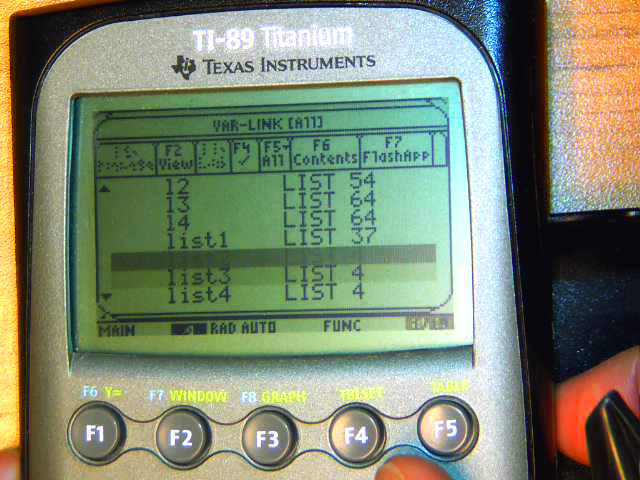 TI-89 Titanium
TEXAS INSTRUMENTS
VAR-LINK [All]
F2 F4 F5 F6 F7
View ✓ All Contents FlashApp
l2 LIST 54
l3 LIST 64
l4 LIST 64
list1 LIST 37
list3 LIST 4
list4 LIST 4
MAIN RAD AUTO FUNC
F6 Y= F7 WINDOW F8 GRAPH TBLSET TABLE
F1 F2 F3 F4 F5